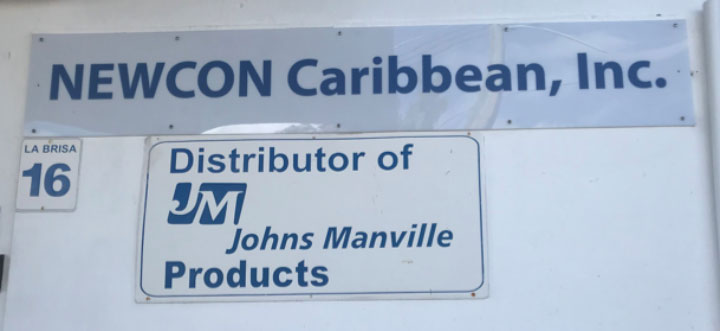 NEWCON Caribbean, Inc.
LA BRISA
16
Distributor of
JM
Johns Manville
Products